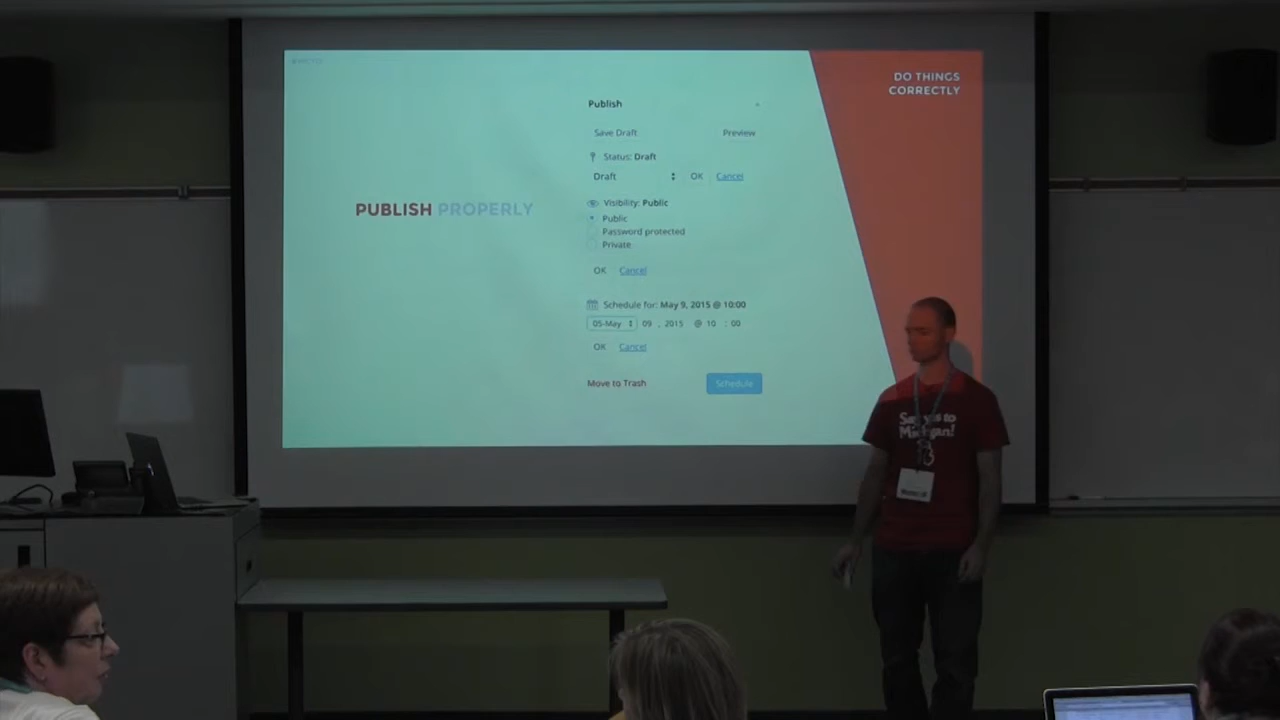 DO THINGS
CORRECTLY
PUBLISH PROPERLY
Publish
Save Draft Preview
Status: Draft
Draft OK Cancel
Visibility: Public
Public
Password protected
Private
OK Cancel
Schedule for: May 9, 2015 @ 10:00
05-May 09 , 2015 @ 10 : 00
OK Cancel
Move to Trash Schedule
to
Michigan!